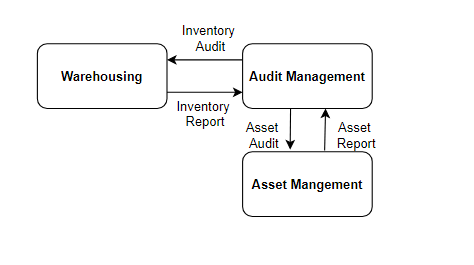 Inventory
Audit
Warehousing
Audit Management
Inventory
Report
Asset
Audit
Asset
Report
Asset Mangement